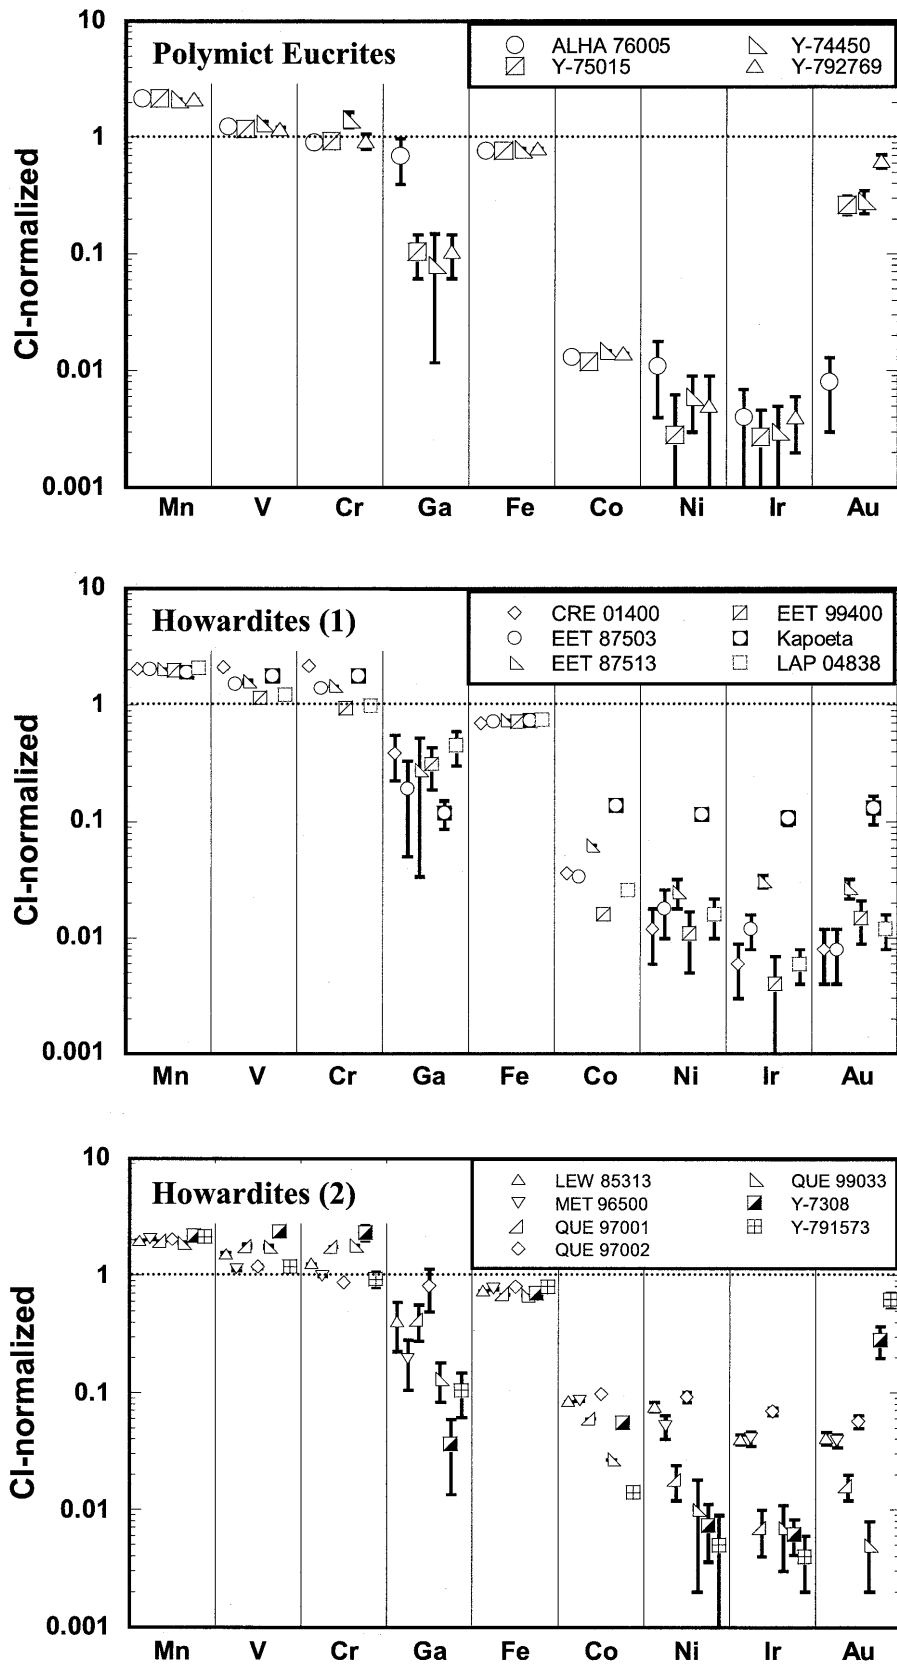 Polymict Eucrites
ALHA 76005
Y-74450
Y-75015
Y-792769
CI-normalized
10
1
0.1
0.01
0.001
Mn V Cr Ga Fe Co Ni Ir Au
Howardites (1)
CRE 01400
EET 99400
EET 87503
Kapoeta
EET 87513
LAP 04838
CI-normalized
10
1
0.1
0.01
0.001
Mn V Cr Ga Fe Co Ni Ir Au
Howardites (2)
LEW 85313
QUE 99033
MET 96500
Y-7308
QUE 97001
Y-791573
QUE 97002
CI-normalized
10
1
0.1
0.01
0.001
Mn V Cr Ga Fe Co Ni Ir Au